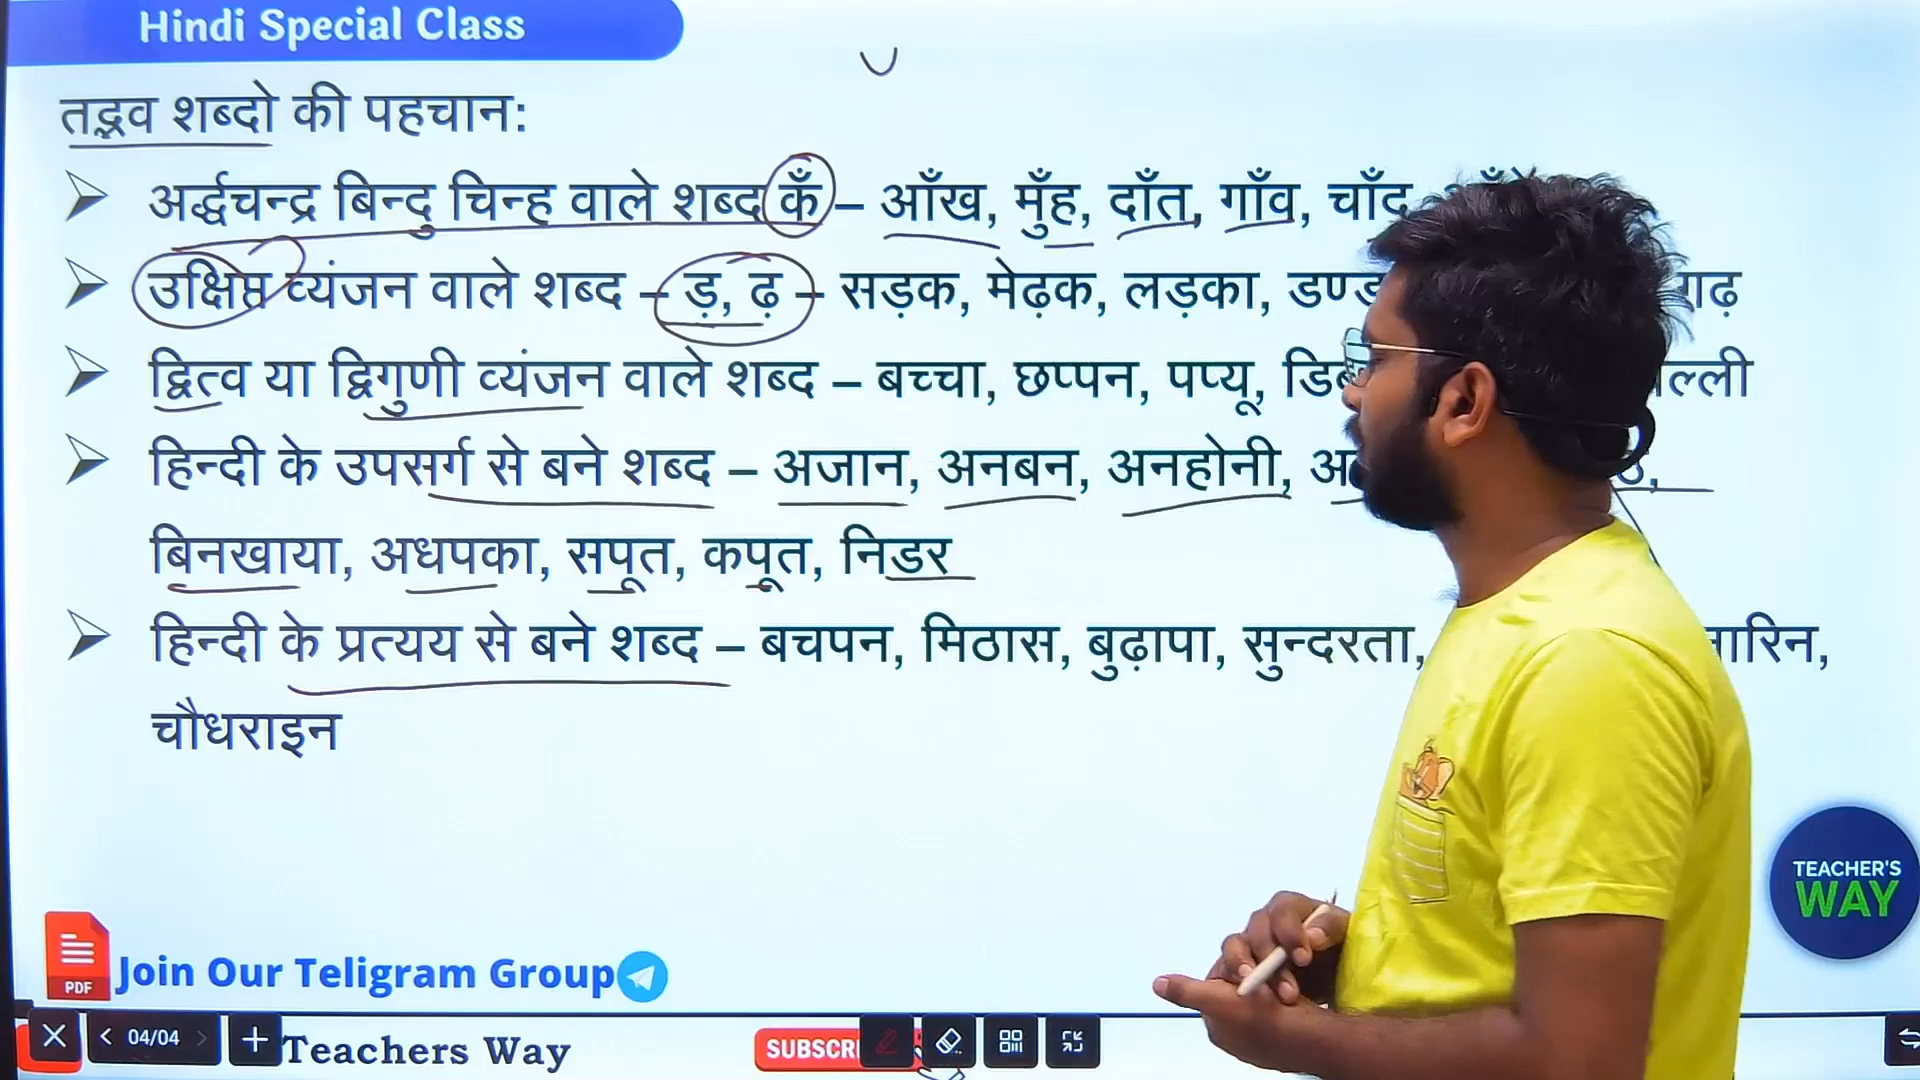 Hindi Special Class
तद्भव शब्दो की पहचान:
अर्द्धचन्द्र बिन्दु चिन्ह वाले शब्द कँ – आँख, मुँह, दाँत, गाँव, चाँद
उक्षिप्त व्यंजन वाले शब्द – ड़, ढ़ – सड़क, मेढ़क, लड़का,
द्वित्व या द्विगुणी व्यंजन वाले शब्द – बच्चा, छप्पन, पप्यू,
हिन्दी के उपसर्ग से बने शब्द – अजान, अनबन, अनहोनी,
बिनखाया, अधपका, सपूत, कपूत, निडर
हिन्दी के प्रत्यय से बने शब्द – बचपन, मिठास, बुढ़ापा, सुन्दरता,
चौधराइन
TEACHER'S
WAY
PDF
Join Our Teligram Group
04/04
Teachers Way